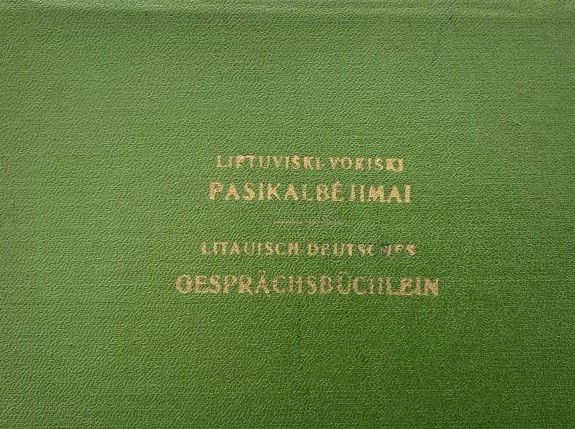 LIETUVIŠKI-VOKIŠKI
PASIKALBĖJIMAI
LITAUISCH-DEUTSCHES
GESPRÄCHSBÜCHLEIN